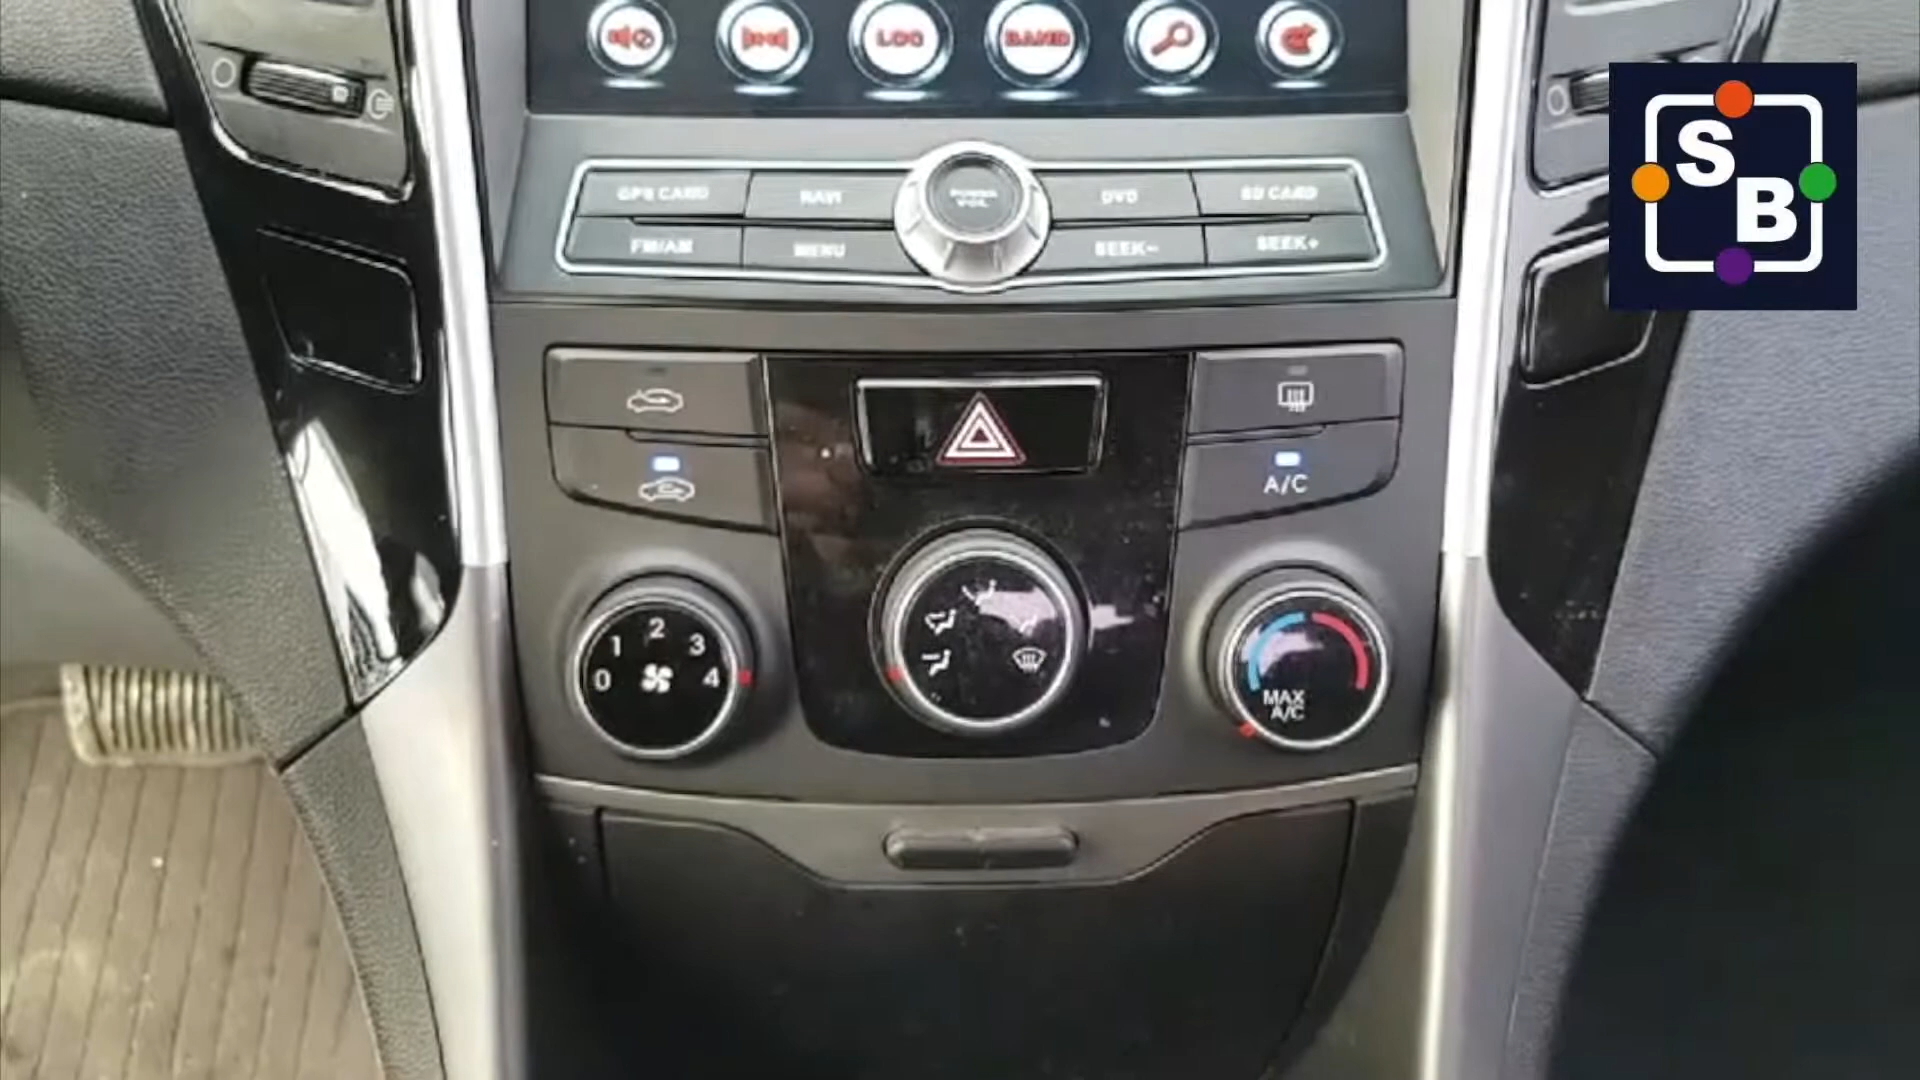 LOC BAND
GPS CARD NAVI POWER DVD SD CARD
VOL
FM/AM MENU SEEK- SEEK+
A/C
0 1 2 3 4
MAX
A/C
S
B